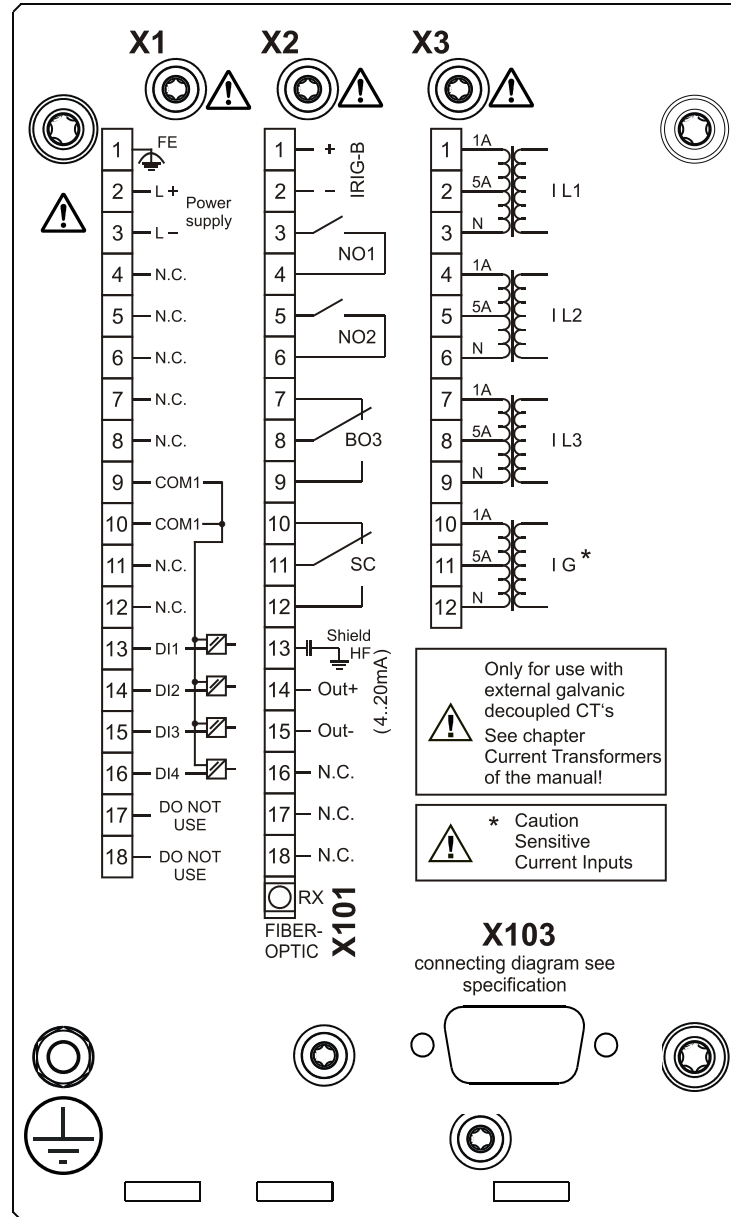 X1
X2
X3
1 FE
2 L+
3 L−
Power
supply
4 N.C.
5 N.C.
6 N.C.
7 N.C.
8 N.C.
9 COM1
10 COM1
11 N.C.
12 N.C.
13 DI1
14 DI2
15 DI3
16 DI4
17 DO NOT
USE
18 DO NOT
USE
1 +
2 −
IRIG-B
3
4
NO1
5
6
NO2
7
8 BO3
9
10
11 SC
12
13 Shield
HF
14 Out+
15 Out-
(4..20mA)
16 N.C.
17 N.C.
18 N.C.
RX
FIBER-
OPTIC
X101
1 1A
2 5A I L1
3 N
4 1A
5 5A I L2
6 N
7 1A
8 5A I L3
9 N
10 1A
11 5A I G *
12 N
Only for use with
external galvanic
decoupled CT‘s
See chapter
Current Transformers
of the manual!
* Caution
Sensitive
Current Inputs
X103
connecting diagram see
specification